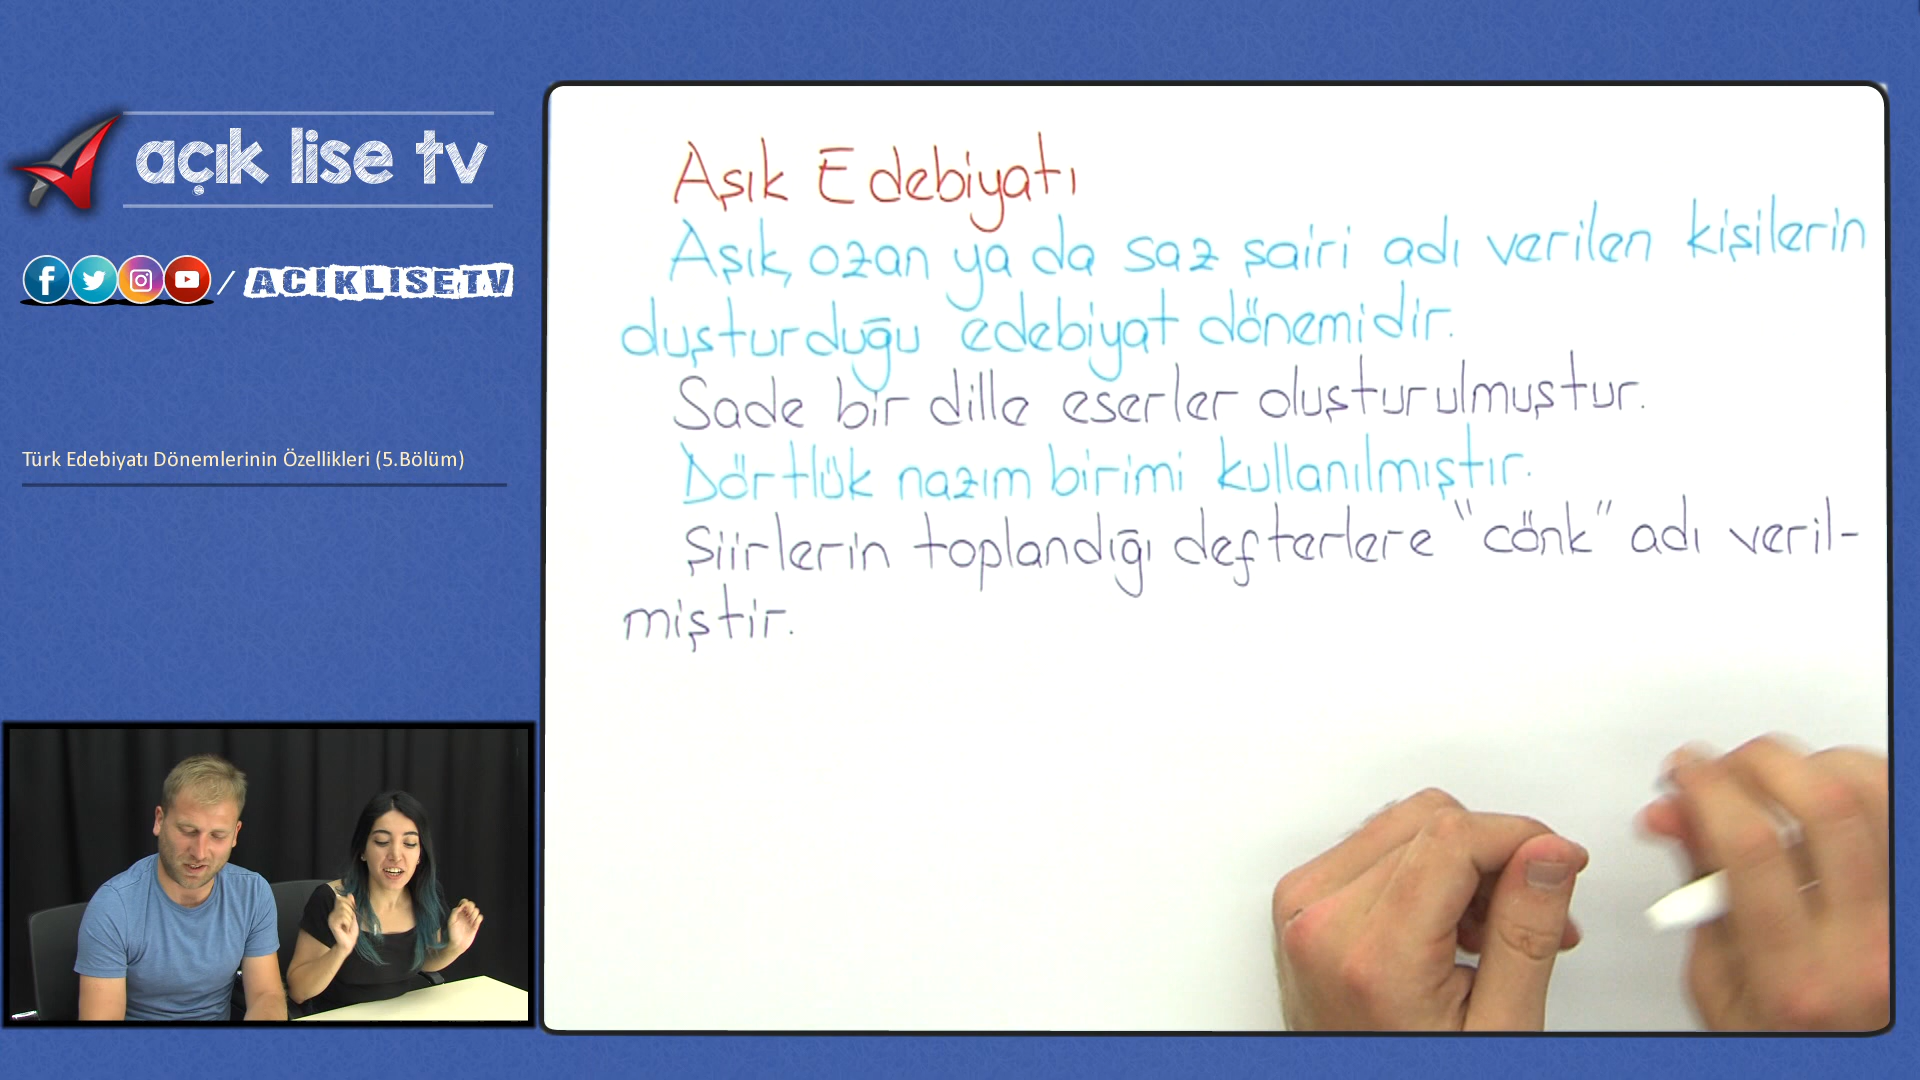 açık lise tv
/ ACIKLISETV
Türk Edebiyatı Dönemlerinin Özellikleri (5.Bölüm)
Aşık Edebiyatı
Aşık, ozan ya da saz şairi adı verilen kişilerin
duşturduğu edebiyat dönemidir.
Sade bir dille eserler oluşturulmuştur.
Dörtlük nazım birimi kullanılmıştır.
Şiirlerin toplandığı defterlere "cönk" adı veril-
miştir.